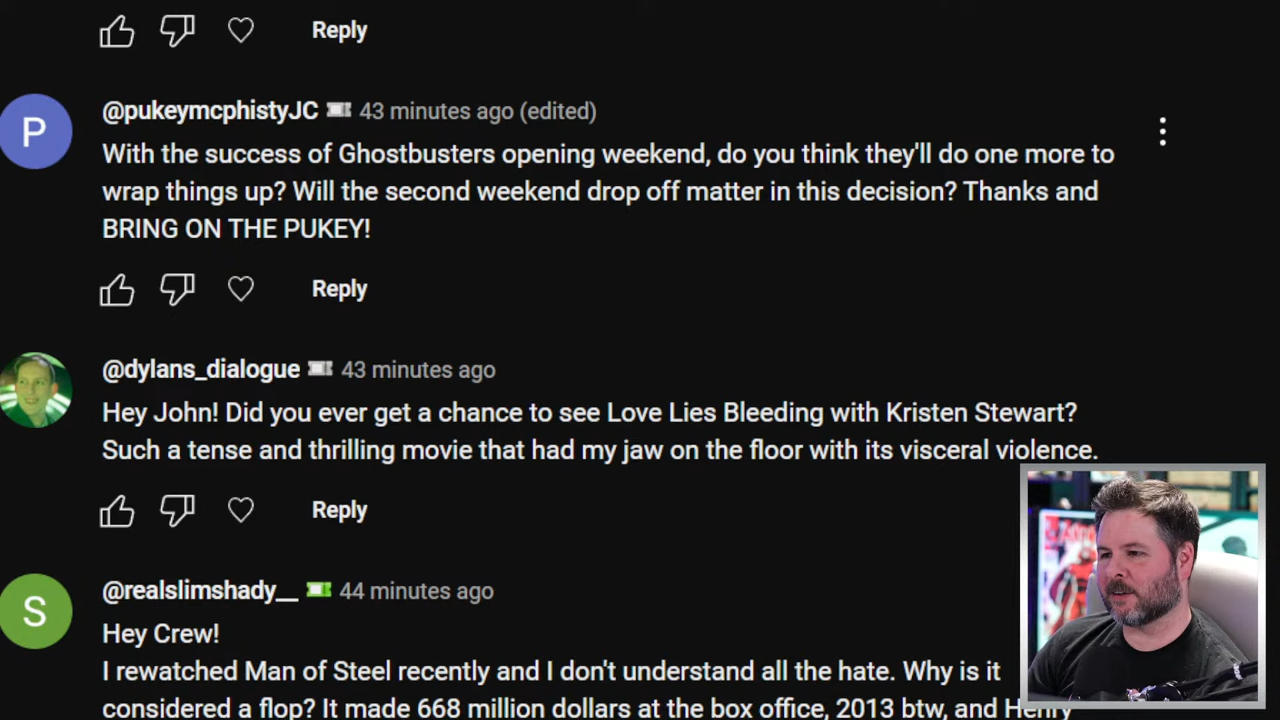 Reply
P
@pukeymcphistyJC 43 minutes ago (edited)
With the success of Ghostbusters opening weekend, do you think they'll do one more to
wrap things up? Will the second weekend drop off matter in this decision? Thanks and
BRING ON THE PUKEY!
Reply
@dylans_dialogue 43 minutes ago
Hey John! Did you ever get a chance to see Love Lies Bleeding with Kristen Stewart?
Such a tense and thrilling movie that had my jaw on the floor with its visceral violence.
Reply
S
@realslimshady__ 44 minutes ago
Hey Crew!
I rewatched Man of Steel recently and I don't understand all the hate. Why is it
considered a flop? It made 668 million dollars at the box office, 2013 btw, and Henry